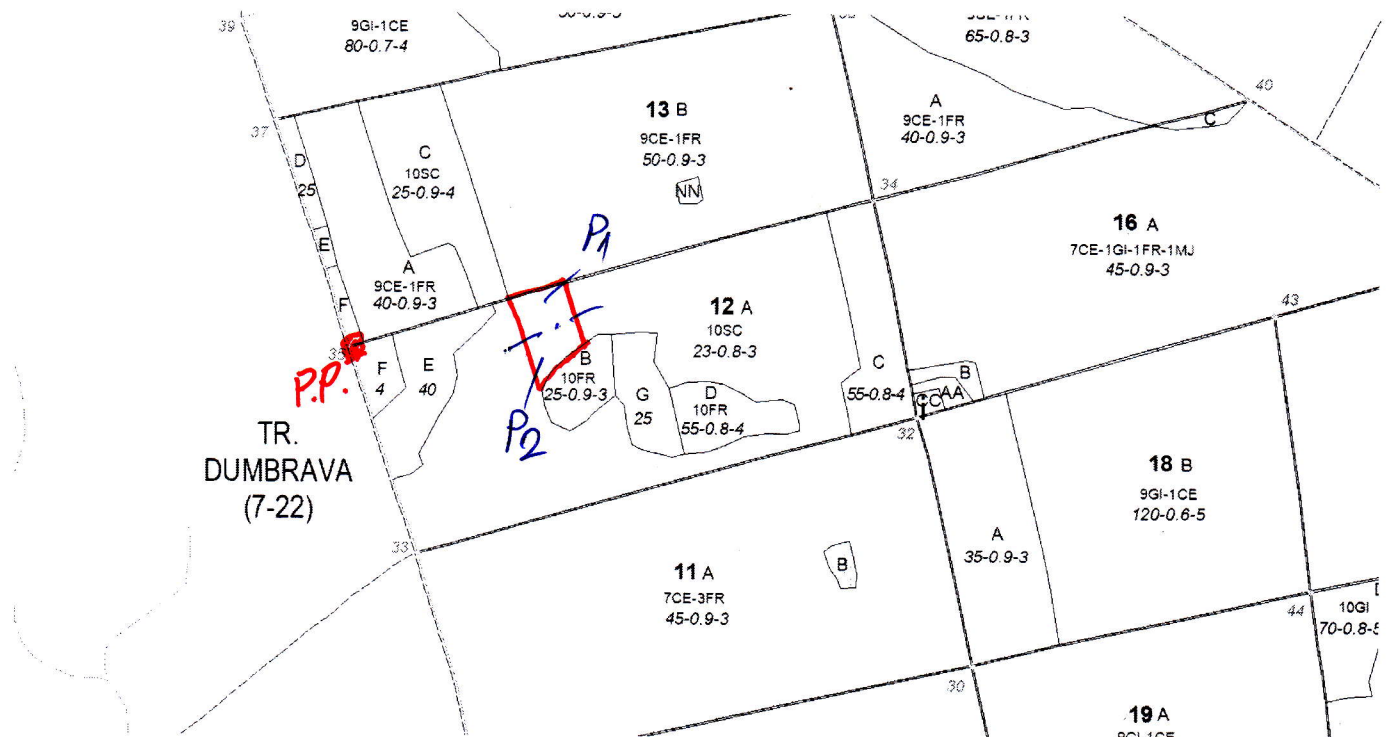 39
9GI-1CE
80-0.7-4
65-0.8-3
40
37
13 B
9CE-1FR
50-0.9-3
A
9CE-1FR
40-0.9-3
C
D
25
C
10SC
25-0.9-4
NN
34
E
P1
16 A
7CE-1GI-1FR-1MJ
45-0.9-3
A
9CE-1FR
40-0.9-3
F
12 A
10SC
23-0.8-3
43
P.P.
F
4
E
40
B
10FR
25-0.9-3
G
25
D
10FR
55-0.8-4
C
55-0.8-4
B
AA
CC
P2
32
TR.
DUMBRAVA
(7-22)
18 B
9GI-1CE
120-0.6-5
33
A
35-0.9-3
11 A
7CE-3FR
45-0.9-3
B
44
10GI
70-0.8-5
30
19 A